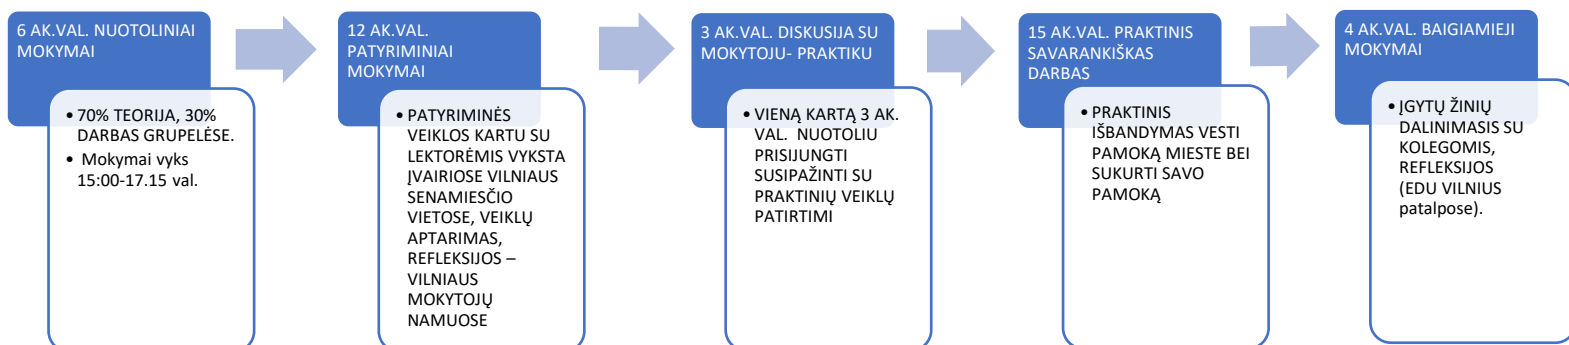 6 AK.VAL. NUOTOLINIAI
MOKYMAI
• 70% TEORIJA, 30%
DARBAS GRUPELĖSE.
• Mokymai vyks
15:00-17.15 val.
12 AK.VAL.
PATYRIMINIAI
MOKYMAI
• PATYRIMINĖS
VEIKLOS KARTU SU
LEKTORĖMIS VYKSTA
ĮVAIRIOSE VILNIAUS
SENAMIESČIO
VIETOSE, VEIKLŲ
APTARIMAS,
REFLEKSIJOS –
VILNIAUS
MOKYTOJŲ
NAMUOSE
3 AK.VAL. DISKUSIJA SU
MOKYTOJU- PRAKTIKU
• VIENĄ KARTĄ 3 AK.
VAL. NUOTOLIU
PRISIJUNGTI
SUSIPAŽINTI SU
PRAKTINIŲ VEIKLŲ
PATIRTIMI
15 AK.VAL. PRAKTINIS
SAVARANKIŠKAS
DARBAS
• PRAKTINIS
IŠBANDYMAS VESTI
PAMOKĄ MIESTE BEI
SUKURTI SAVO
PAMOKĄ
4 AK.VAL. BAIGIAMIEJI
MOKYMAI
• ĮGYTŲ ŽINIŲ
DALINIMASIS SU
KOLEGOMIS,
REFLEKSIJOS
(EDU VILNIUS
patalpose).